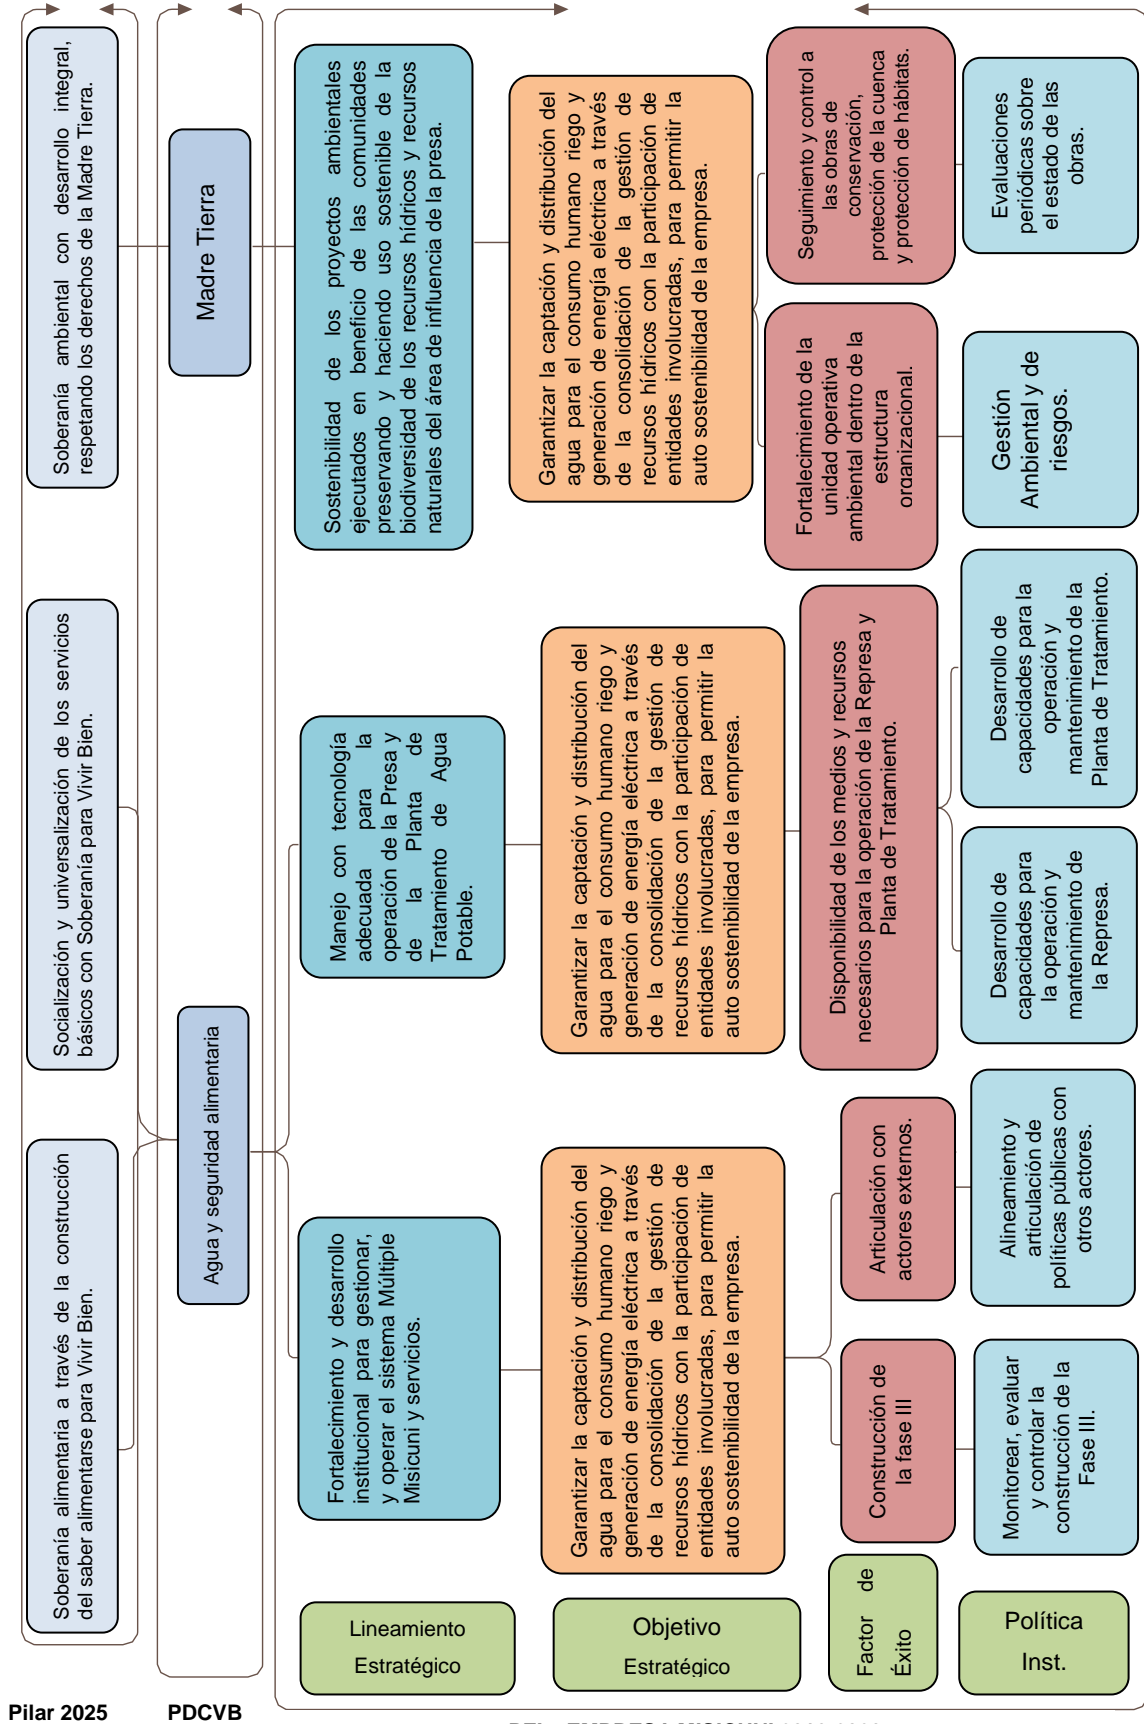 Pilar 2025
Soberanía alimentaria a través de la construcción
del saber alimentarse para Vivir Bien.
Socialización y universalización de los servicios
básicos con Soberanía para Vivir Bien.
Soberanía ambiental con desarrollo integral,
respetando los derechos de la Madre Tierra.
PDCVB
Agua y seguridad alimentaria
Madre Tierra
PEI – EMPRESA MISICUNI
Lineamiento
Estratégico
Fortalecimiento y desarrollo
institucional para gestionar,
y operar el sistema Múltiple
Misicuni y servicios.
Manejo con tecnología
adecuada para la
operación de la Presa y
de la Planta de
Tratamiento de Agua
Potable.
Sostenibilidad de los proyectos ambientales
ejecutados en beneficio de las comunidades
preservando y haciendo uso sostenible de la
biodiversidad de los recursos hídricos y recursos
naturales del área de influencia de la presa.
Objetivo
Estratégico
Garantizar la captación y distribución del
agua para el consumo humano riego y
generación de energía eléctrica a través
de la consolidación de la gestión de
recursos hídricos con la participación de
entidades involucradas, para permitir la
auto sostenibilidad de la empresa.
Garantizar la captación y distribución del
agua para el consumo humano riego y
generación de energía eléctrica a través
de la consolidación de la gestión de
recursos hídricos con la participación de
entidades involucradas, para permitir la
auto sostenibilidad de la empresa.
Garantizar la captación y distribución del
agua para el consumo humano riego y
generación de energía eléctrica a través
de la consolidación de la gestión de
recursos hídricos con la participación de
entidades involucradas, para permitir la
auto sostenibilidad de la empresa.
Factor de
Éxito
Construcción de
la fase III
Articulación con
actores externos.
Disponibilidad de los medios y recursos
necesarios para la operación de la Represa y
Planta de Tratamiento.
Fortalecimiento de la
unidad operativa
ambiental dentro de la
estructura
organizacional.
Seguimiento y control a
las obras de
conservación,
protección de la cuenca
y protección de hábitats.
Política
Inst.
Monitorear, evaluar
y controlar la
construcción de la
Fase III.
Alineamiento y
articulación de
políticas públicas con
otros actores.
Desarrollo de
capacidades para
la operación y
mantenimiento de
la Represa.
Desarrollo de
capacidades para la
operación y
mantenimiento de la
Planta de Tratamiento.
Gestión
Ambiental y de
riesgos.
Evaluaciones
periódicas sobre
el estado de las
obras.